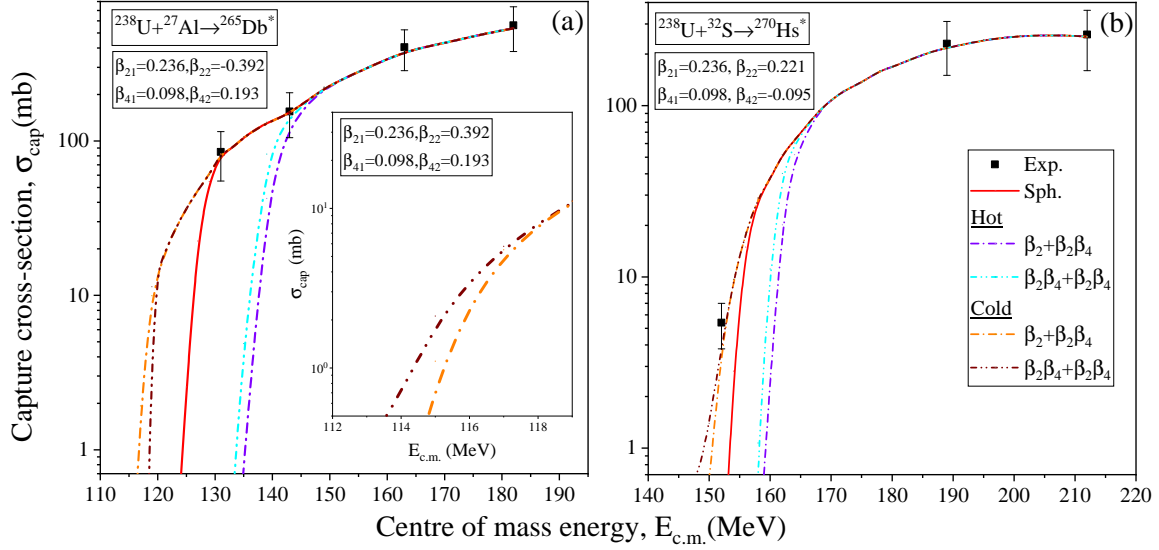 Capture cross-section, σcap(mb)
(a)
²³⁸U+²⁷Al→²⁶⁵Db*
β₂₁=0.236,β₂₂=-0.392
β₄₁=0.098,β₄₂=0.193
100
10
1
110 120 130 140 150 160 170 180 190
β₂₁=0.236,β₂₂=0.392
β₄₁=0.098,β₄₂=0.193
σcap (mb)
10¹
10⁰
112 114 116 118
E_c.m. (MeV)
(b)
²³⁸U+³²S→²⁷⁰Hs*
β₂₁=0.236, β₂₂=0.221
β₄₁=0.098, β₄₂=-0.095
100
10
1
140 150 160 170 180 190 200 210 220
Exp.
Sph.
Hot
β₂+β₂β₄
β₂β₄+β₂β₄
Cold
β₂+β₂β₄
β₂β₄+β₂β₄
Centre of mass energy, E_c.m.(MeV)